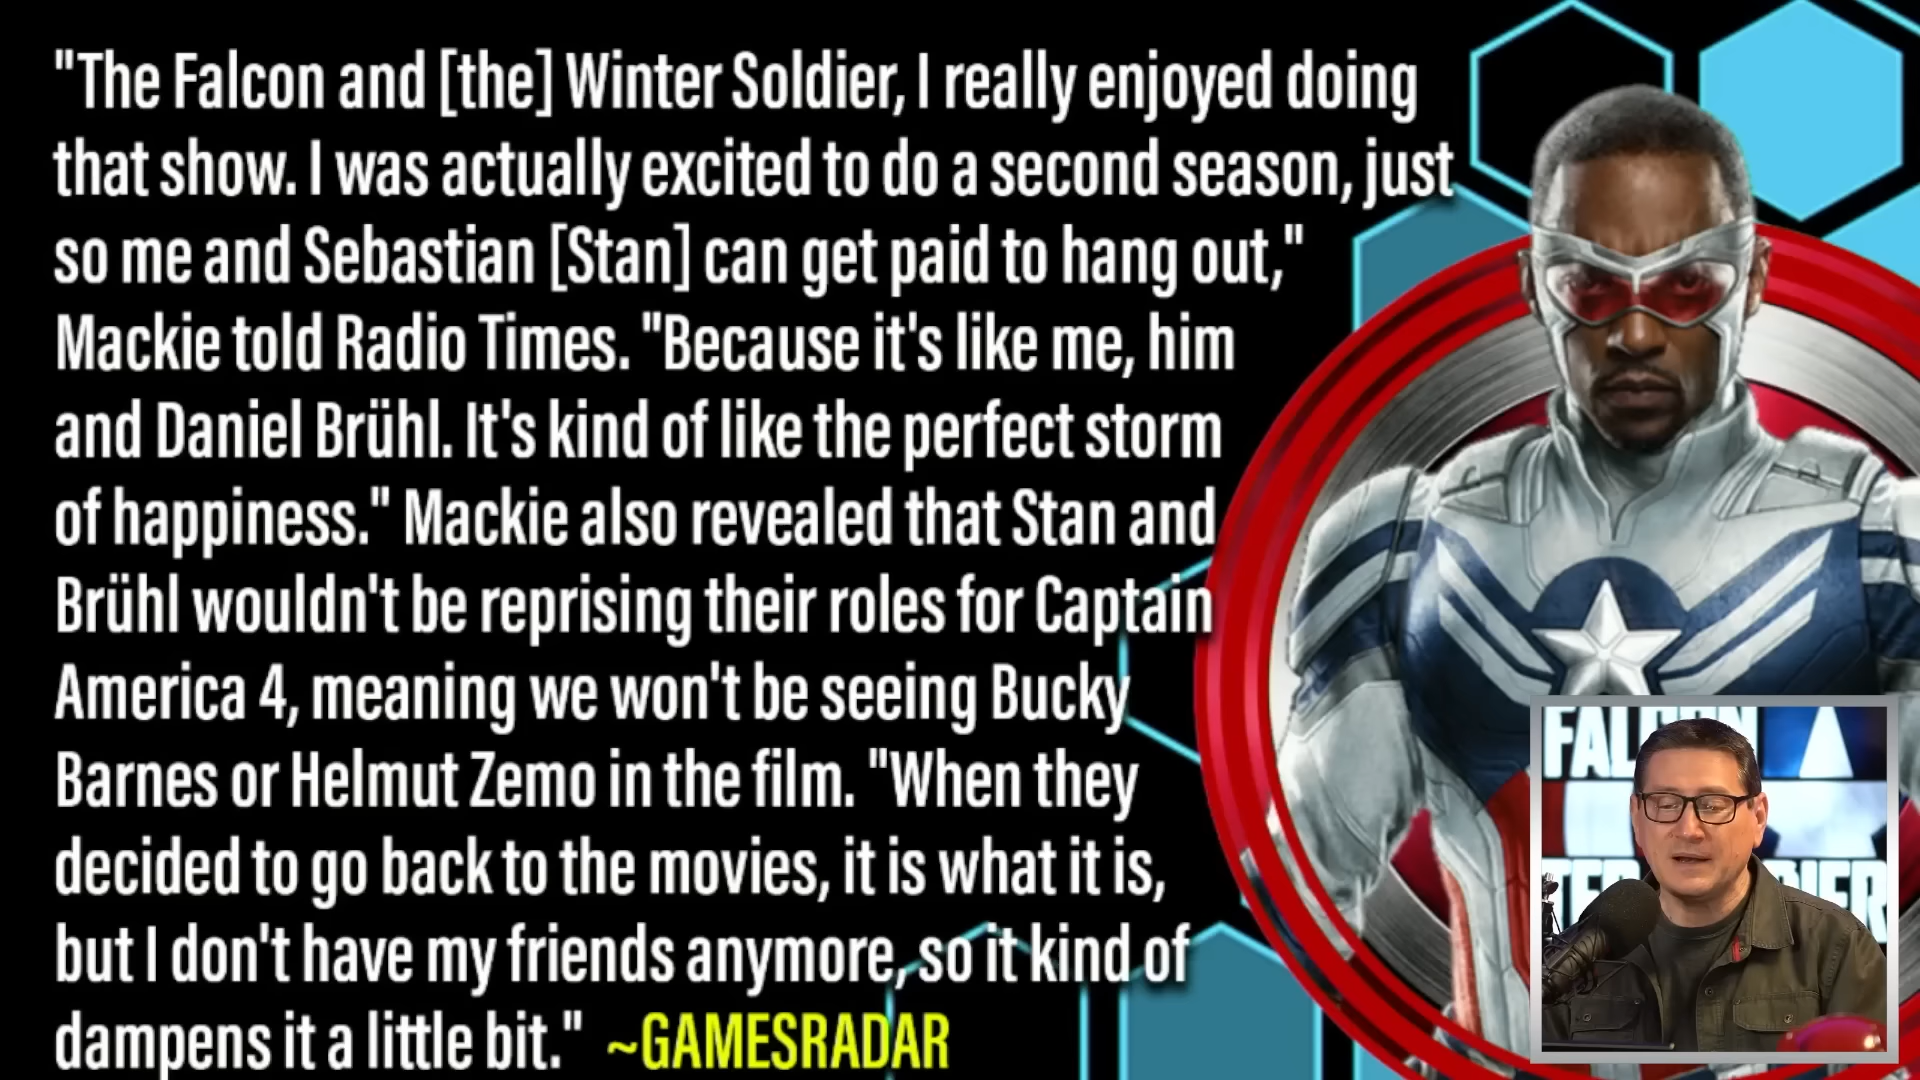 "The Falcon and [the] Winter Soldier, I really enjoyed doing
that show. I was actually excited to do a second season, just
so me and Sebastian [Stan] can get paid to hang out,"
Mackie told Radio Times. "Because it's like me, him
and Daniel Brühl. It's kind of like the perfect storm
of happiness." Mackie also revealed that Stan and
Brühl wouldn't be reprising their roles for Captain
America 4, meaning we won't be seeing Bucky
Barnes or Helmut Zemo in the film. "When they
decided to go back to the movies, it is what it is,
but I don't have my friends anymore, so it kind of
dampens it a little bit." ~GAMESRADAR